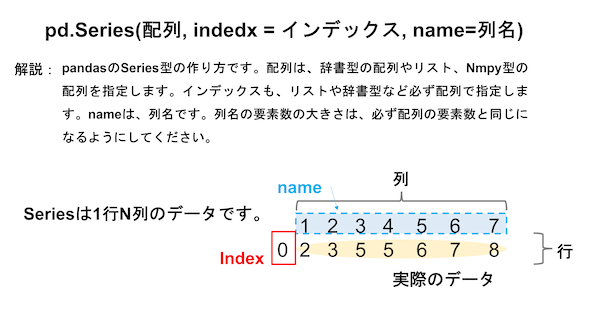 pd.Series(配列, indedx = インデックス, name=列名)
解説： pandasのSeries型の作り方です。配列は、辞書型の配列やリスト、Nmpy型の
配列を指定します。インデックスも、リストや辞書型など必ず配列で指定しま
す。nameは、列名です。列名の要素数の大きさは、必ず配列の要素数と同じに
なるようにしてください。
列
name
Seriesは1行N列のデータです。
1 2 3 4 5 6 7
Index 0 2 3 5 5 6 7 8
行
実際のデータ